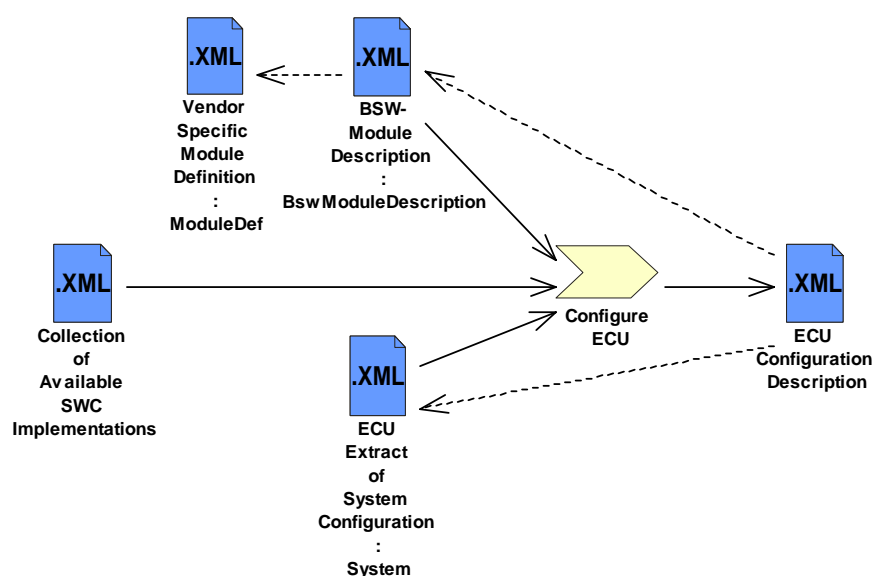 .XML
Vendor
Specific
Module
Definition
:
ModuleDef
.XML
BSW-
Module
Description
:
BswModuleDescription
.XML
Collection
of
Available
SWC
Implementations
Configure
ECU
.XML
ECU
Configuration
Description
.XML
ECU
Extract
of
System
Configuration
:
System